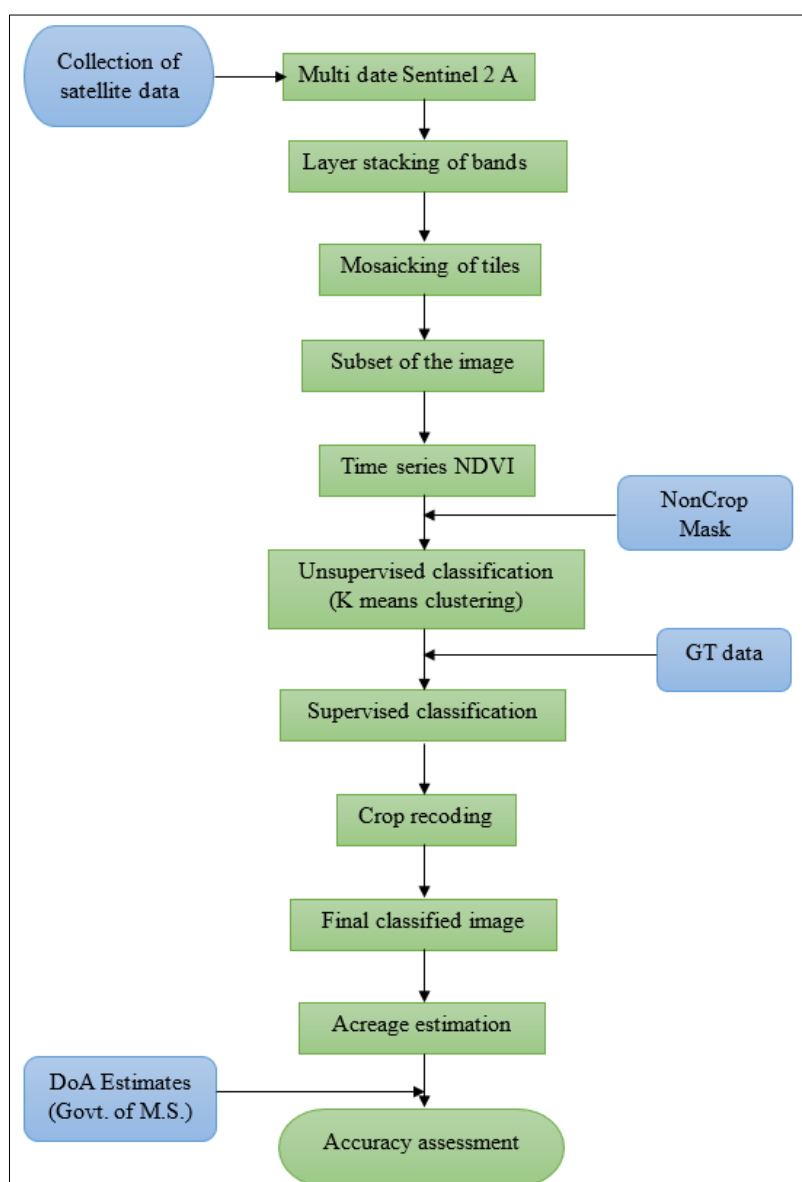 Collection of
satellite data
Multi date Sentinel 2 A
Layer stacking of bands
Mosaicking of tiles
Subset of the image
Time series NDVI
NonCrop
Mask
Unsupervised classification
(K means clustering)
GT data
Supervised classification
Crop recoding
Final classified image
Acreage estimation
DoA Estimates
(Govt. of M.S.)
Accuracy assessment